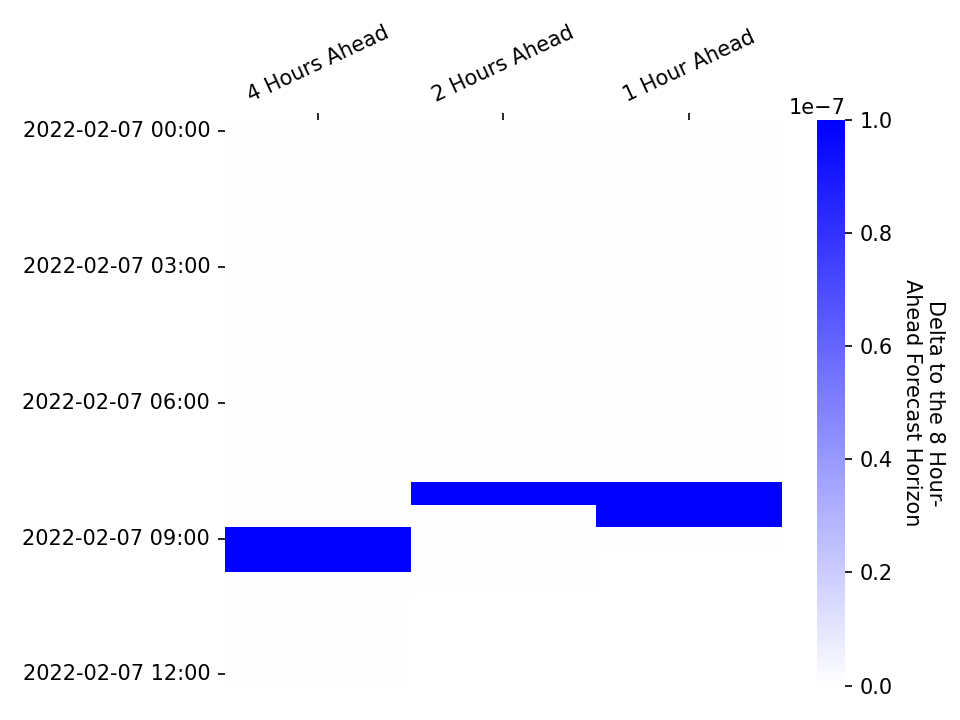 4 Hours Ahead
2 Hours Ahead
1 Hour Ahead
2022-02-07 00:00
2022-02-07 03:00
2022-02-07 06:00
2022-02-07 09:00
2022-02-07 12:00
1e−7
1.0
0.8
0.6
0.4
0.2
0.0
Delta to the 8 Hour-
Ahead Forecast Horizon